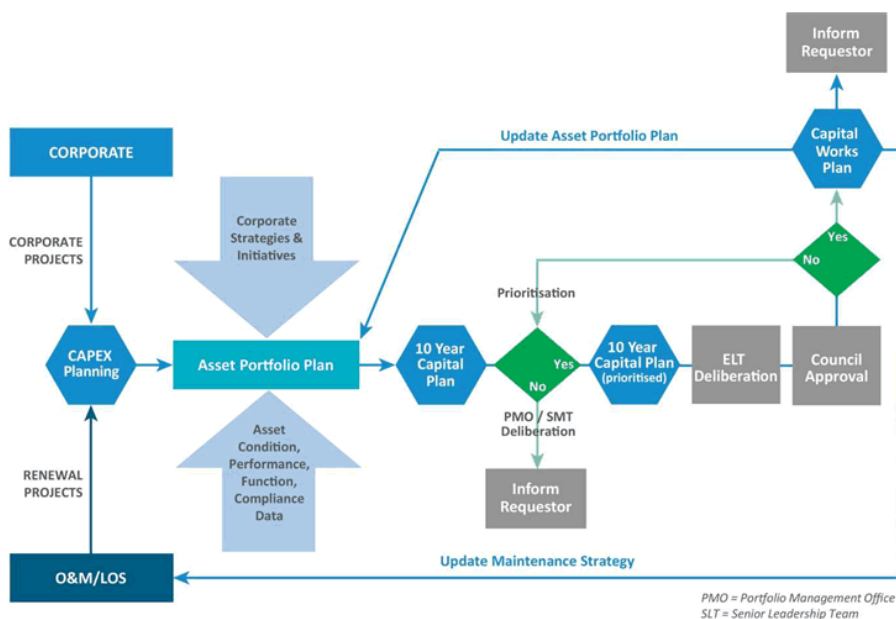 Inform
Requestor
Update Asset Portfolio Plan
Capital
Works
Plan
CORPORATE
CORPORATE
PROJECTS
Corporate
Strategies &
Initiatives
Yes
No
Prioritisation
CAPEX
Planning
Asset Portfolio Plan
10 Year
Capital
Plan
Yes
No
10 Year
Capital Plan
(prioritised)
ELT
Deliberation
Council
Approval
PMO / SMT
Deliberation
Asset
Condition,
Performance,
Function,
Compliance
Data
RENEWAL
PROJECTS
Inform
Requestor
O&M/LOS
Update Maintenance Strategy
PMO = Portfolio Management Office
SLT = Senior Leadership Team